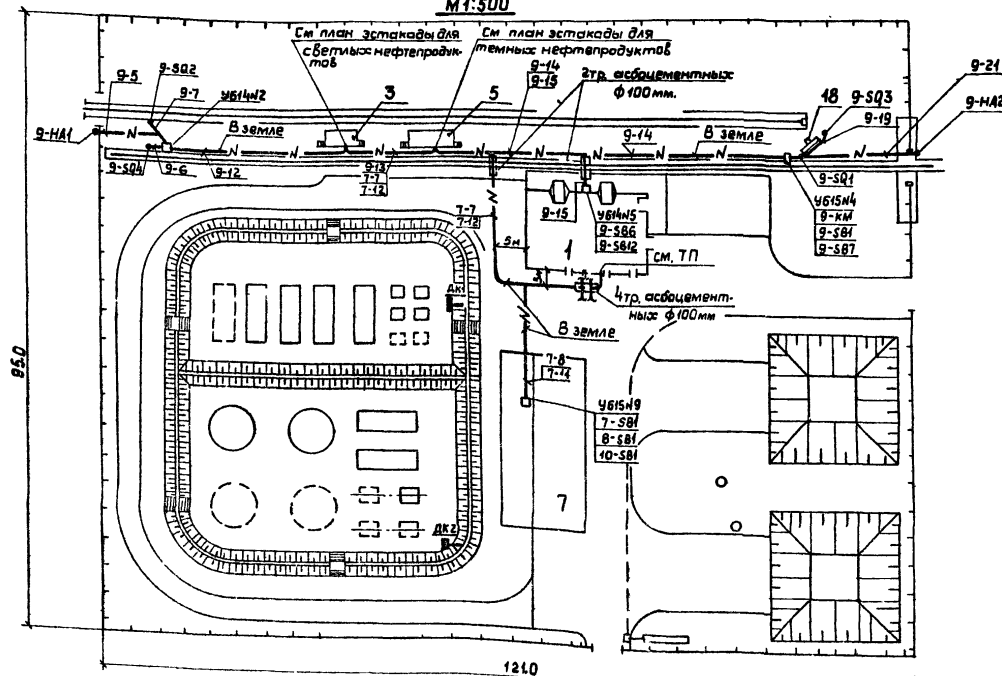 М1:500
См план эстакады для
светлых нефтепродук-
тов
См план эстакады для
темных нефтепродуктов
9-14
9-15
2тр. асбоцементных
ф100мм.
9-5
9-SQ2
9-7
УБ14N2
3
5
18
9-SQ3
9-19
9-21
9-НА2
9-НА1
В земле
9-14
В земле
9-SQ4
9-6
9-12
9-13
7-7
7-12
9-SQ1
УБ15N4
9-КМ
9-SB1
9-SB7
9-15
УБ14N5
9-SB6
9-SB12
7-7
7-12
5м
1
см. ТП
4тр. асбоцемент-
ных ф100мм
ДК1
В земле
7-8
7-14
УБ15N9
7-SB1
8-SB1
10-SB1
7
ДК2
95.0
121.0